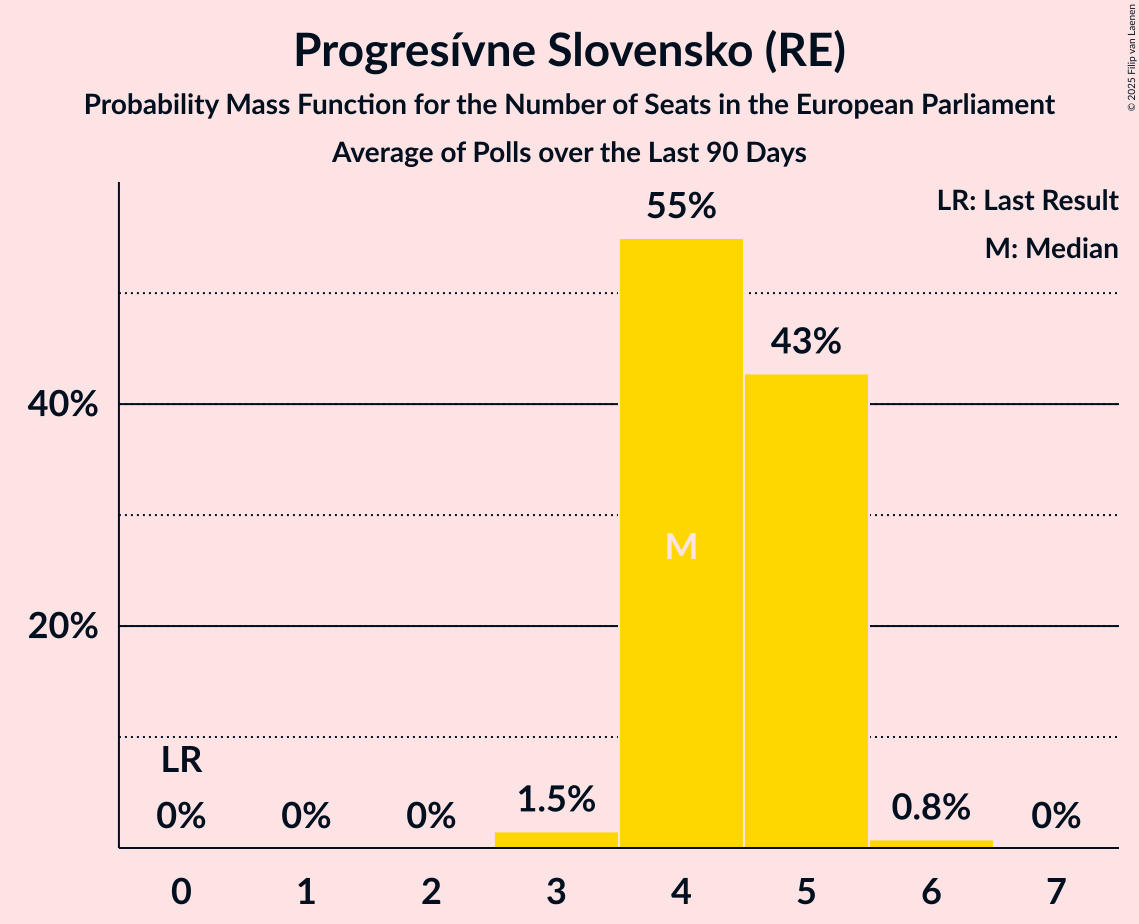 Progresívne Slovensko (RE)
Probability Mass Function for the Number of Seats in the European Parliament
Average of Polls over the Last 90 Days
© 2025 Filip van Laenen
LR: Last Result
M: Median
55%
43%
40%
M
20%
LR
0% 0% 0% 1.5% 0.8% 0%
0 1 2 3 4 5 6 7